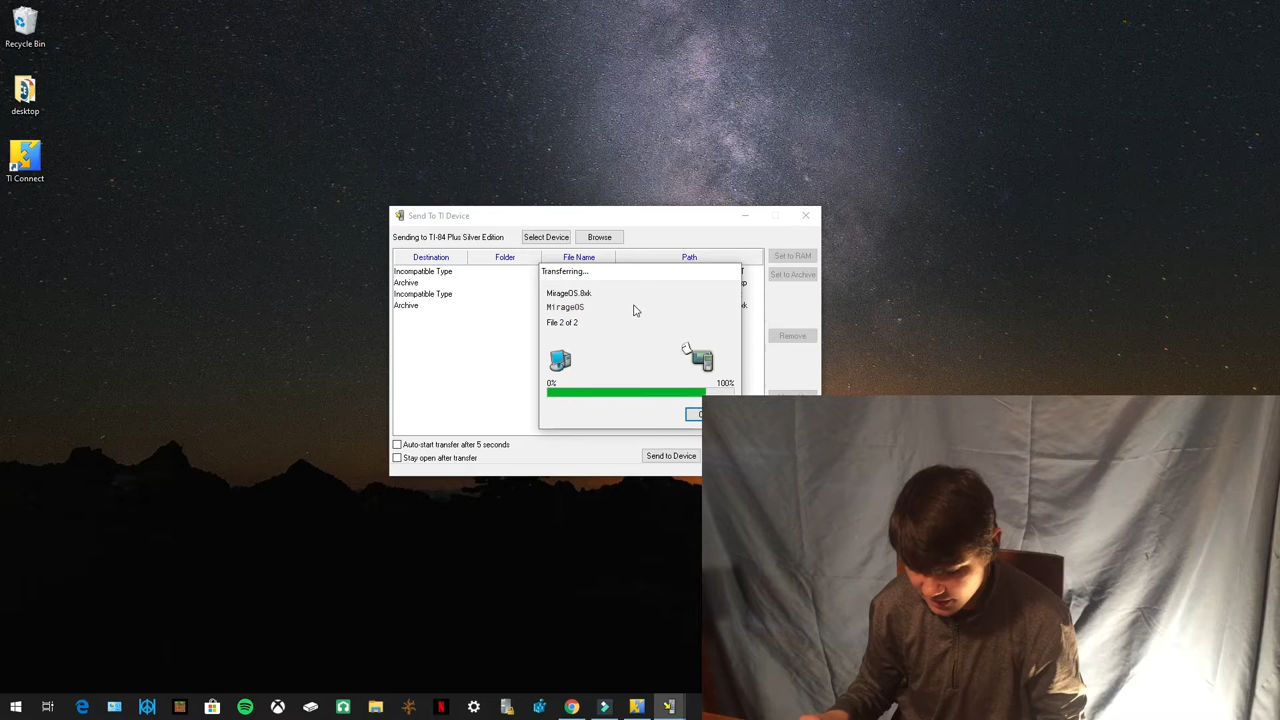 Recycle Bin
desktop
TI Connect
Send To TI Device
Sending to TI-84 Plus Silver Edition
Select Device
Browse
Destination
Folder
File Name
Path
Set to RAM
Set to Archive
Remove
Incompatible Type
Archive
Incompatible Type
Archive
Transferring...
MirageOS.8xk
MirageOS
File 2 of 2
0%
100%
Auto-start transfer after 5 seconds
Stay open after transfer
Send to Device